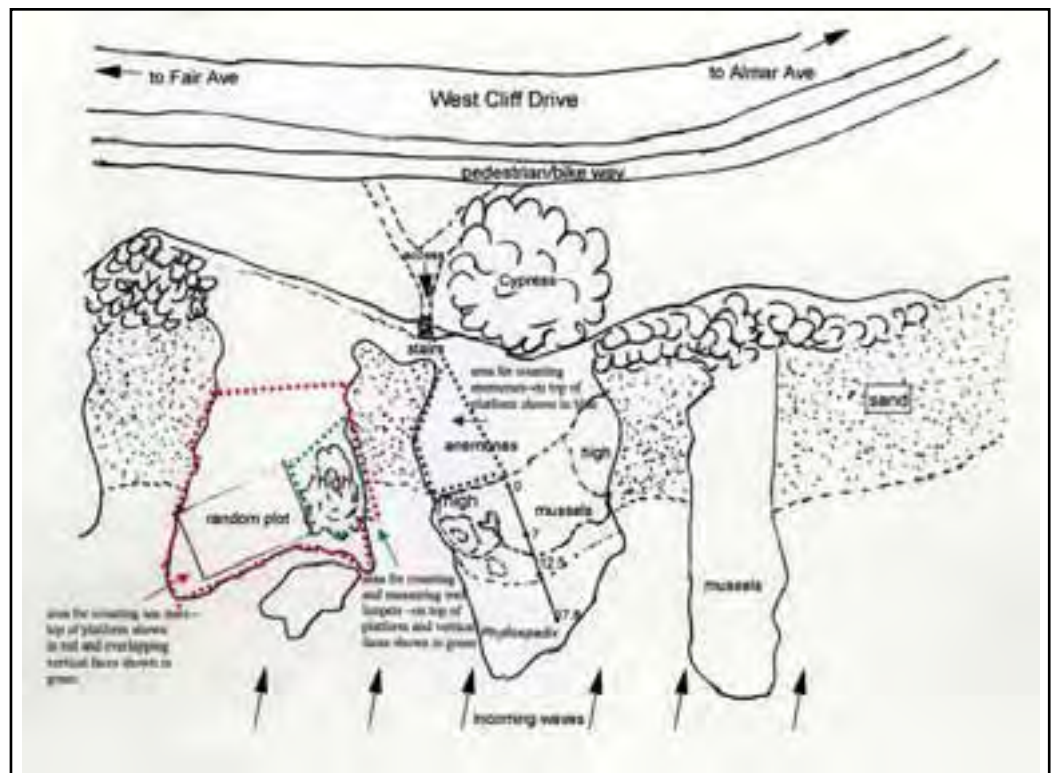 to Fair Ave
to Almar Ave
West Cliff Drive
pedestrian/bike way
access
Cypress
stairs
area for counting
anemones--on top of
platform shown in blue
sand
anemones
high
0
high
high
mussels
random plot
7
12.5
mussels
area for counting
and measuring owl
limpets--on top of
platform and vertical
faces shown in green
17.8
Phyllospadix
area for counting sea stars--
top of platform shown
in red and overlapping
vertical faces shown in
green
incoming waves